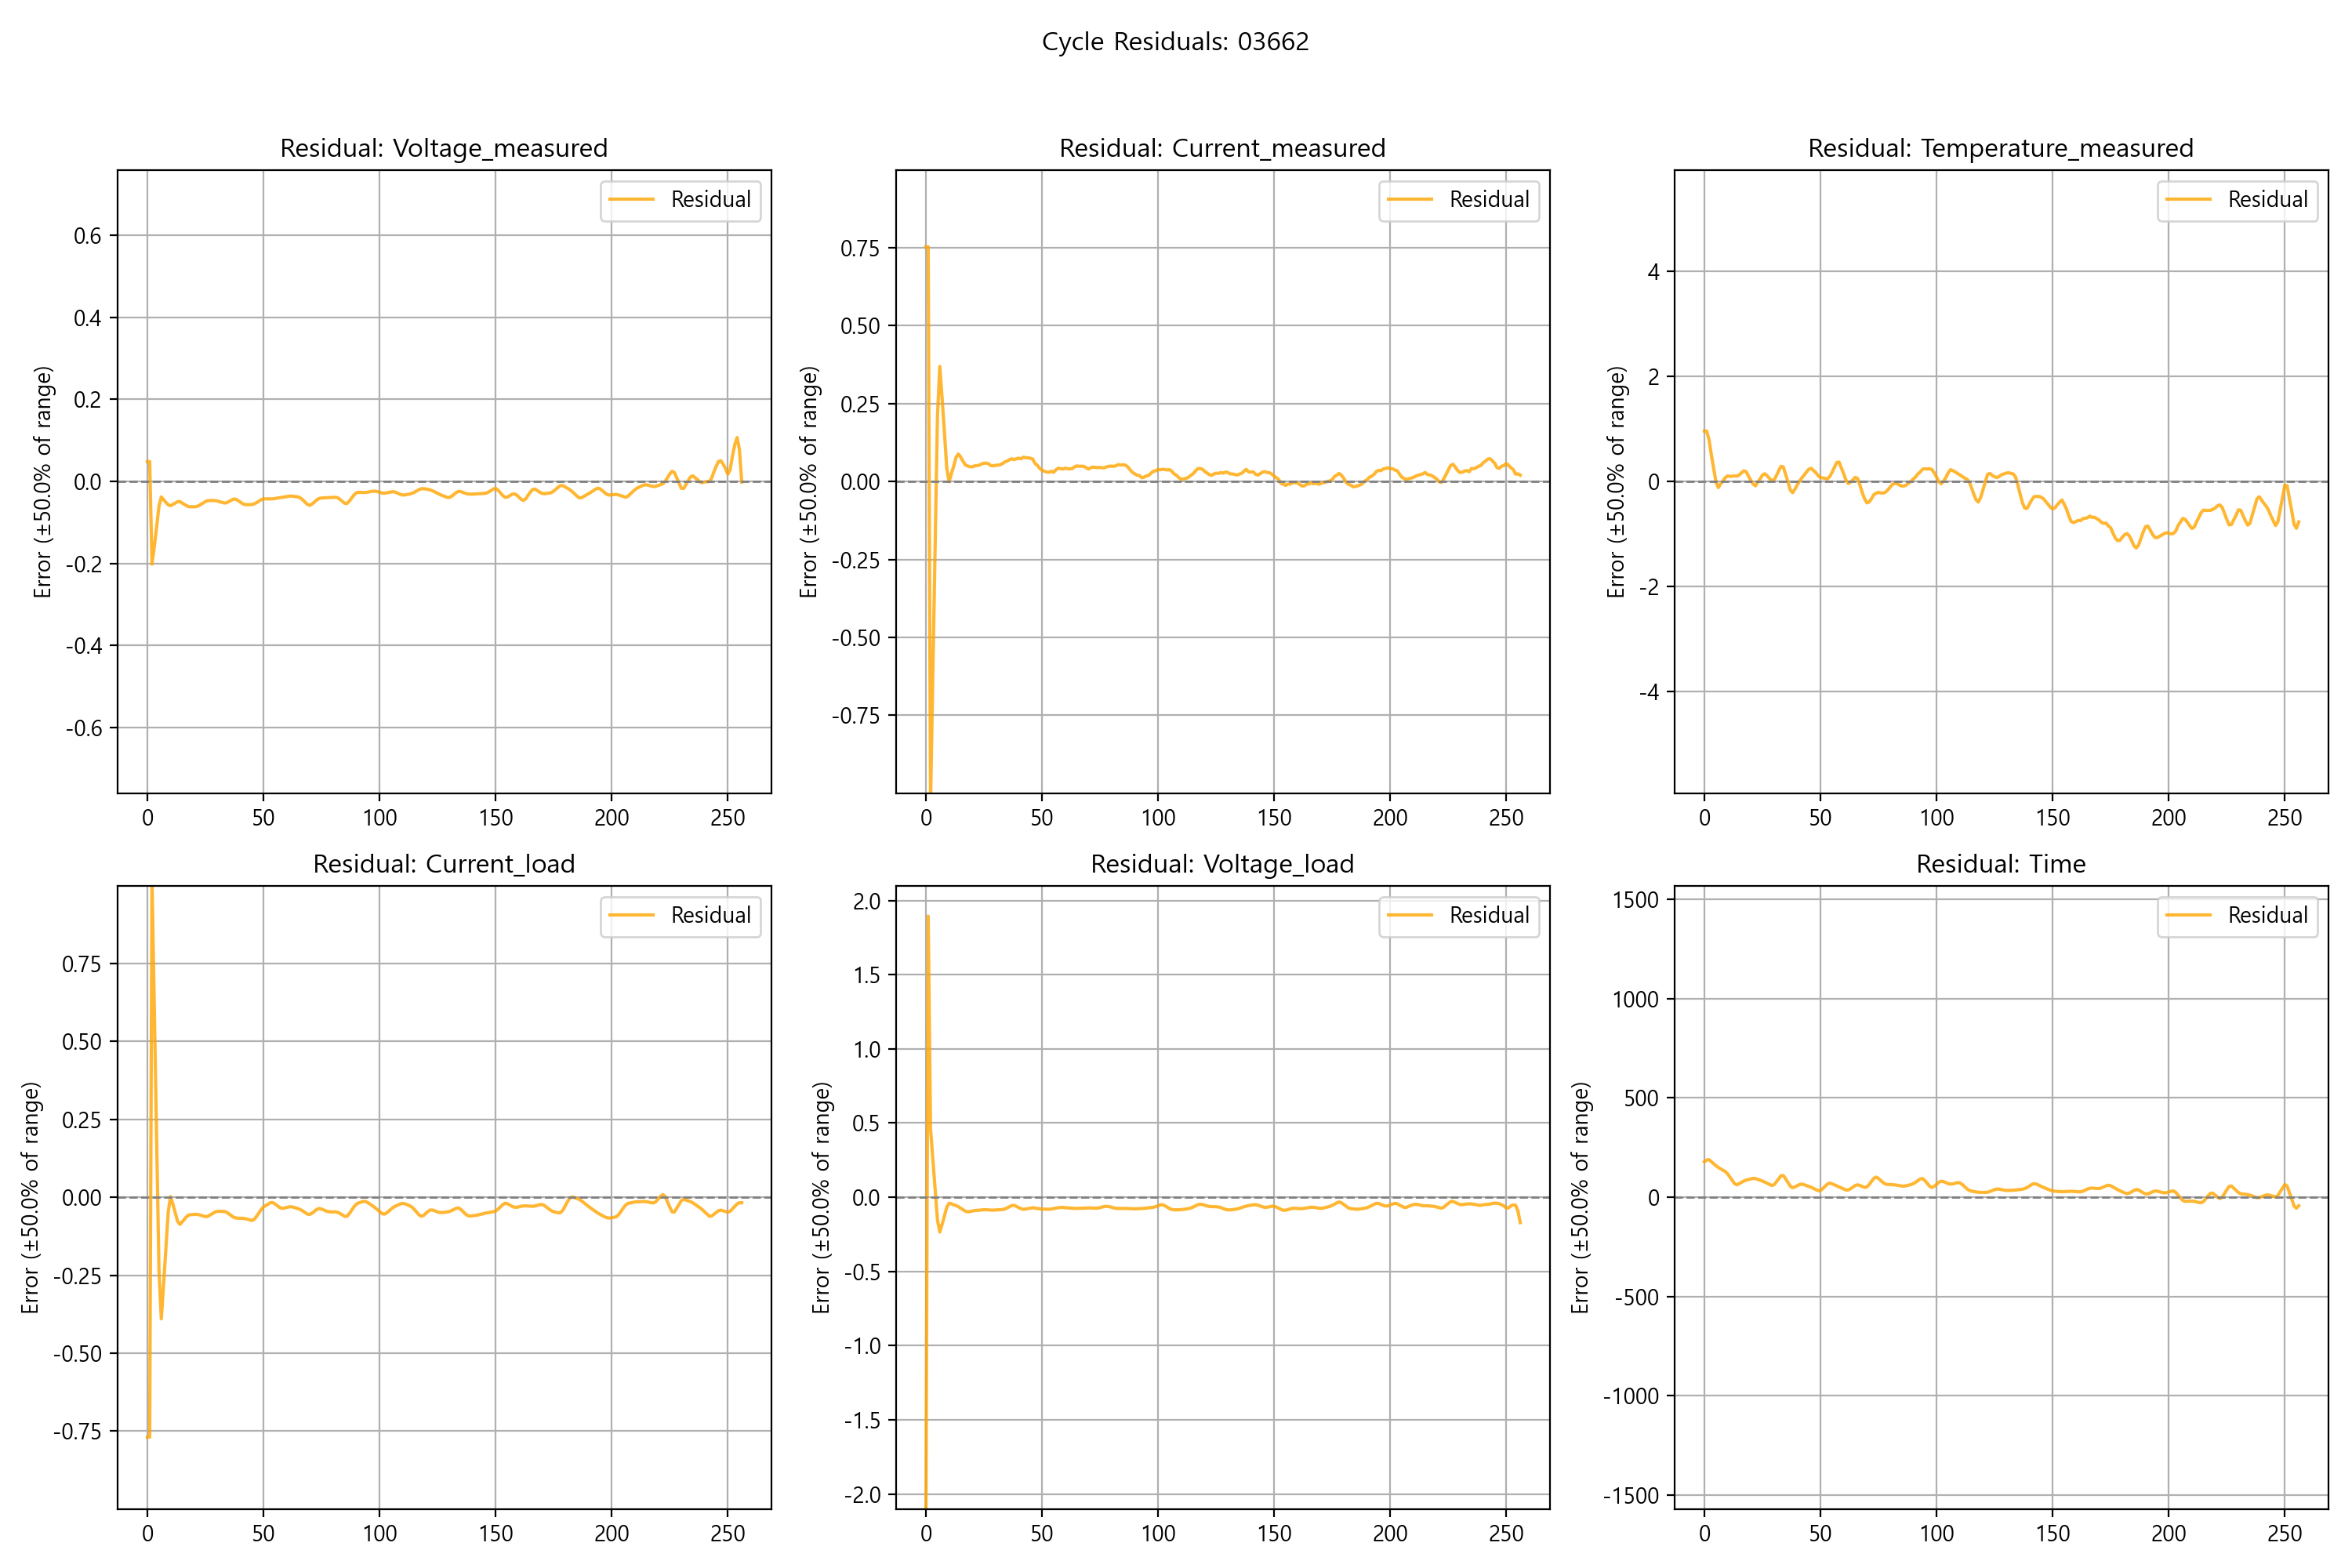 Cycle Residuals: 03662
Residual: Voltage_measured
Residual
Error (±50.0% of range)
0.6
0.4
0.2
0.0
-0.2
-0.4
-0.6
0 50 100 150 200 250
Residual: Current_measured
Residual
Error (±50.0% of range)
0.75
0.50
0.25
0.00
-0.25
-0.50
-0.75
0 50 100 150 200 250
Residual: Temperature_measured
Residual
Error (±50.0% of range)
4
2
0
-2
-4
0 50 100 150 200 250
Residual: Current_load
Residual
Error (±50.0% of range)
0.75
0.50
0.25
0.00
-0.25
-0.50
-0.75
0 50 100 150 200 250
Residual: Voltage_load
Residual
Error (±50.0% of range)
2.0
1.5
1.0
0.5
0.0
-0.5
-1.0
-1.5
-2.0
0 50 100 150 200 250
Residual: Time
Residual
Error (±50.0% of range)
1500
1000
500
0
-500
-1000
-1500
0 50 100 150 200 250